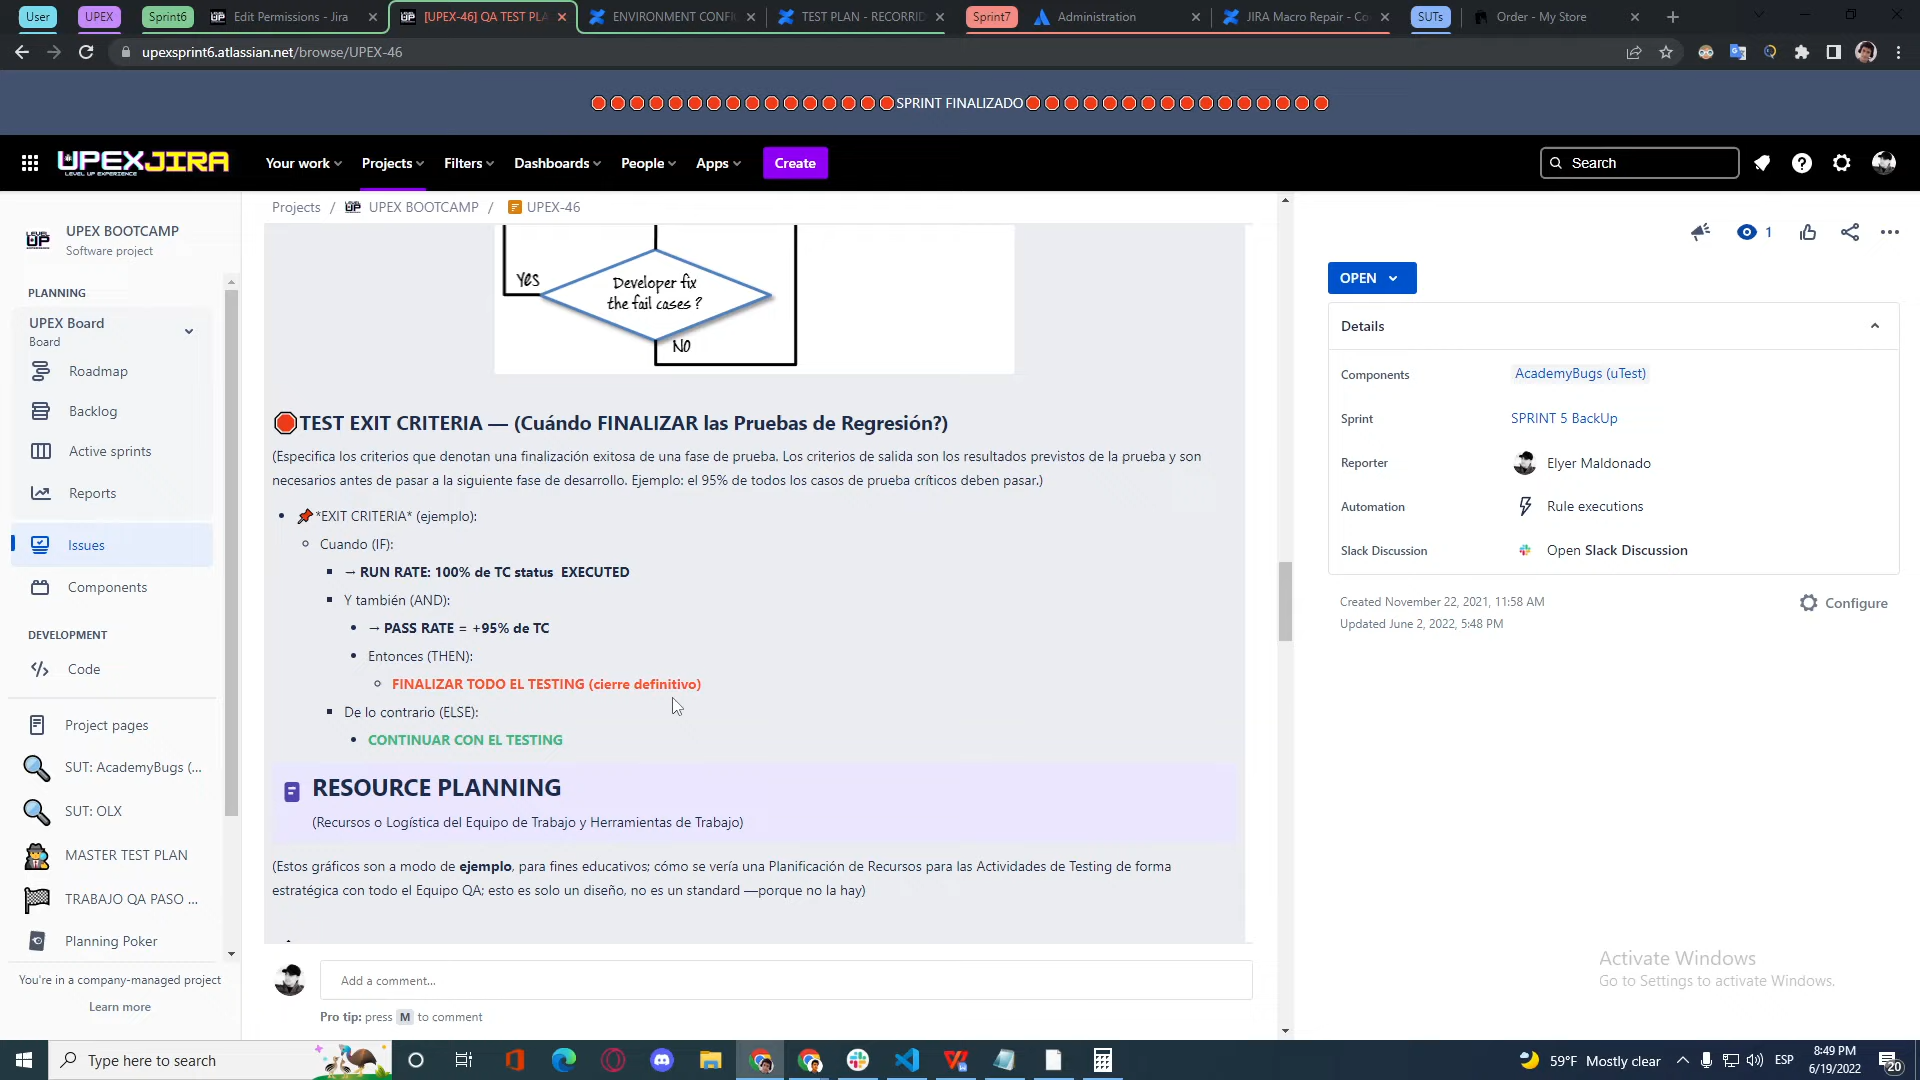 User
UPEX
Sprint6
Edit Permissions - Jira
[UPEX-46] QA TEST PLA
ENVIRONMENT CONFI
TEST PLAN - RECORRID
Sprint7
Administration
JIRA Macro Repair - Co
SUTs
Order - My Store
upexsprint6.atlassian.net/browse/UPEX-46
SPRINT FINALIZADO
UPEXJIRA
LEVEL UP EXPERIENCE
Your work
Projects
Filters
Dashboards
People
Apps
Create
Search
UPEX BOOTCAMP
Software project
PLANNING
UPEX Board
Board
Roadmap
Backlog
Active sprints
Reports
Issues
Components
DEVELOPMENT
Code
Project pages
SUT: AcademyBugs (...
SUT: OLX
MASTER TEST PLAN
TRABAJO QA PASO ...
Planning Poker
You're in a company-managed project
Learn more
Projects / UPEX BOOTCAMP / UPEX-46
YES
Developer fix
the fail cases ?
NO
TEST EXIT CRITERIA — (Cuándo FINALIZAR las Pruebas de Regresión?)
(Especifica los criterios que denotan una finalización exitosa de una fase de prueba. Los criterios de salida son los resultados previstos de la prueba y son
necesarios antes de pasar a la siguiente fase de desarrollo. Ejemplo: el 95% de todos los casos de prueba críticos deben pasar.)
*EXIT CRITERIA* (ejemplo):
Cuando (IF):
→ RUN RATE: 100% de TC status EXECUTED
Y también (AND):
→ PASS RATE = +95% de TC
Entonces (THEN):
FINALIZAR TODO EL TESTING (cierre definitivo)
De lo contrario (ELSE):
CONTINUAR CON EL TESTING
RESOURCE PLANNING
(Recursos o Logística del Equipo de Trabajo y Herramientas de Trabajo)
(Estos gráficos son a modo de ejemplo, para fines educativos; cómo se vería una Planificación de Recursos para las Actividades de Testing de forma
estratégica con todo el Equipo QA; esto es solo un diseño, no es un standard —porque no la hay)
Add a comment...
Pro tip: press M to comment
1
OPEN
Details
Components
AcademyBugs (uTest)
Sprint
SPRINT 5 BackUp
Reporter
Elyer Maldonado
Automation
Rule executions
Slack Discussion
Open Slack Discussion
Created November 22, 2021, 11:58 AM
Updated June 2, 2022, 5:48 PM
Configure
Activate Windows
Go to Settings to activate Windows.
Type here to search
59°F Mostly clear
ESP
8:49 PM
6/19/2022
20